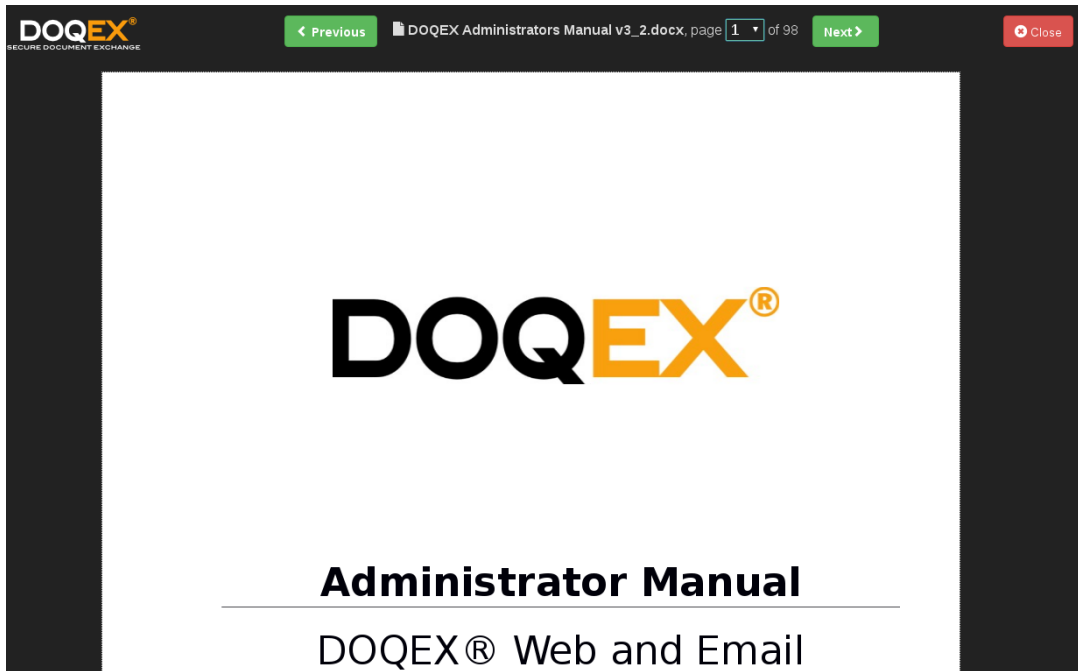 DOQEX®
SECURE DOCUMENT EXCHANGE
Previous
DOQEX Administrators Manual v3_2.docx, page 1 of 98
Next
Close
DOQEX®
Administrator Manual
DOQEX® Web and Email